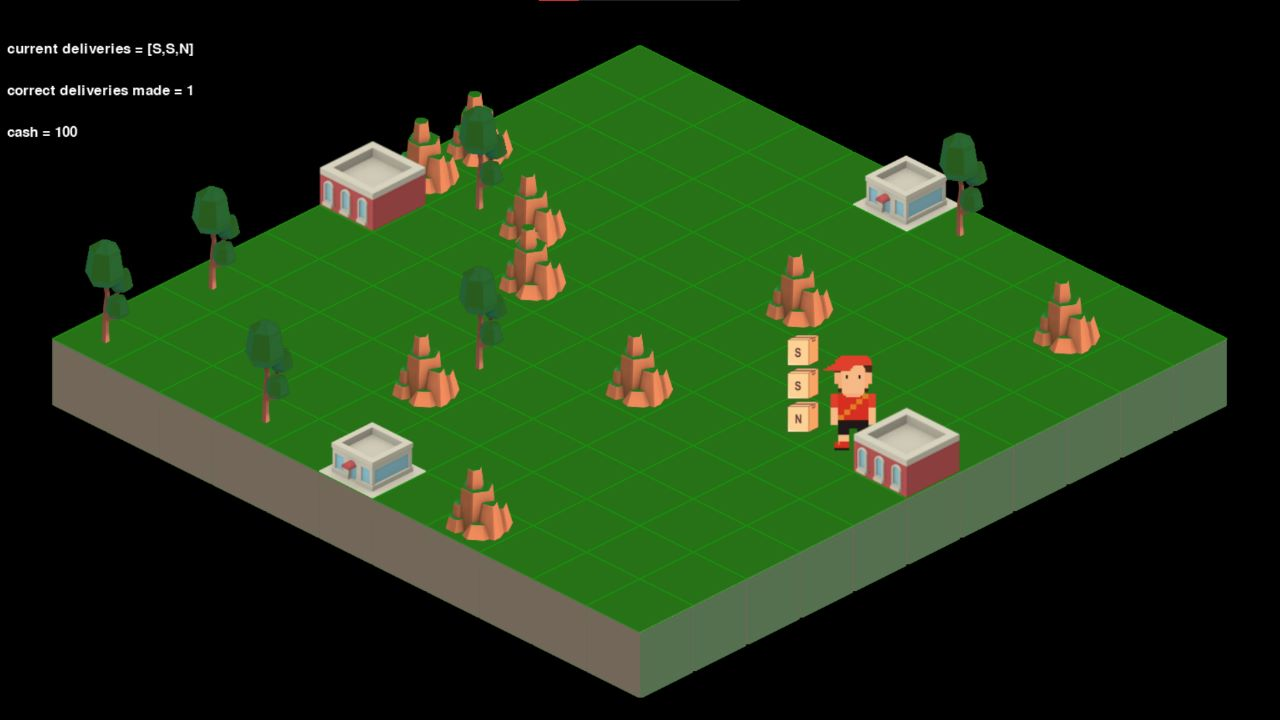 current deliveries = [S,S,N]
correct deliveries made = 1
cash = 100
S
S
N